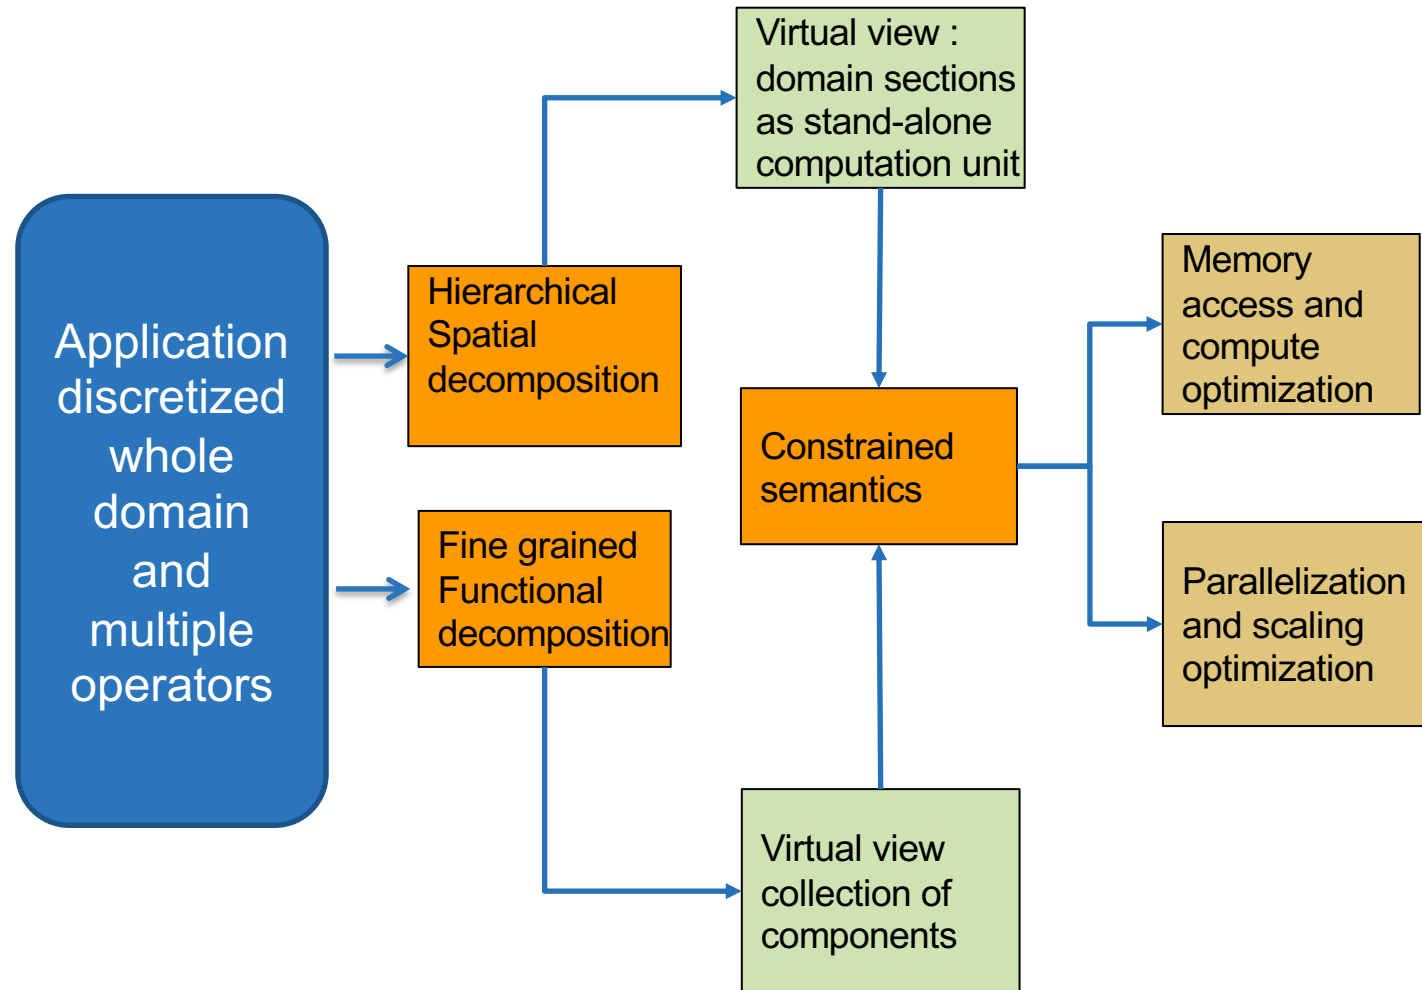 Application
discretized
whole
domain
and
multiple
operators
Hierarchical
Spatial
decomposition
Fine grained
Functional
decomposition
Virtual view :
domain sections
as stand-alone
computation unit
Constrained
semantics
Virtual view
collection of
components
Memory
access and
compute
optimization
Parallelization
and scaling
optimization